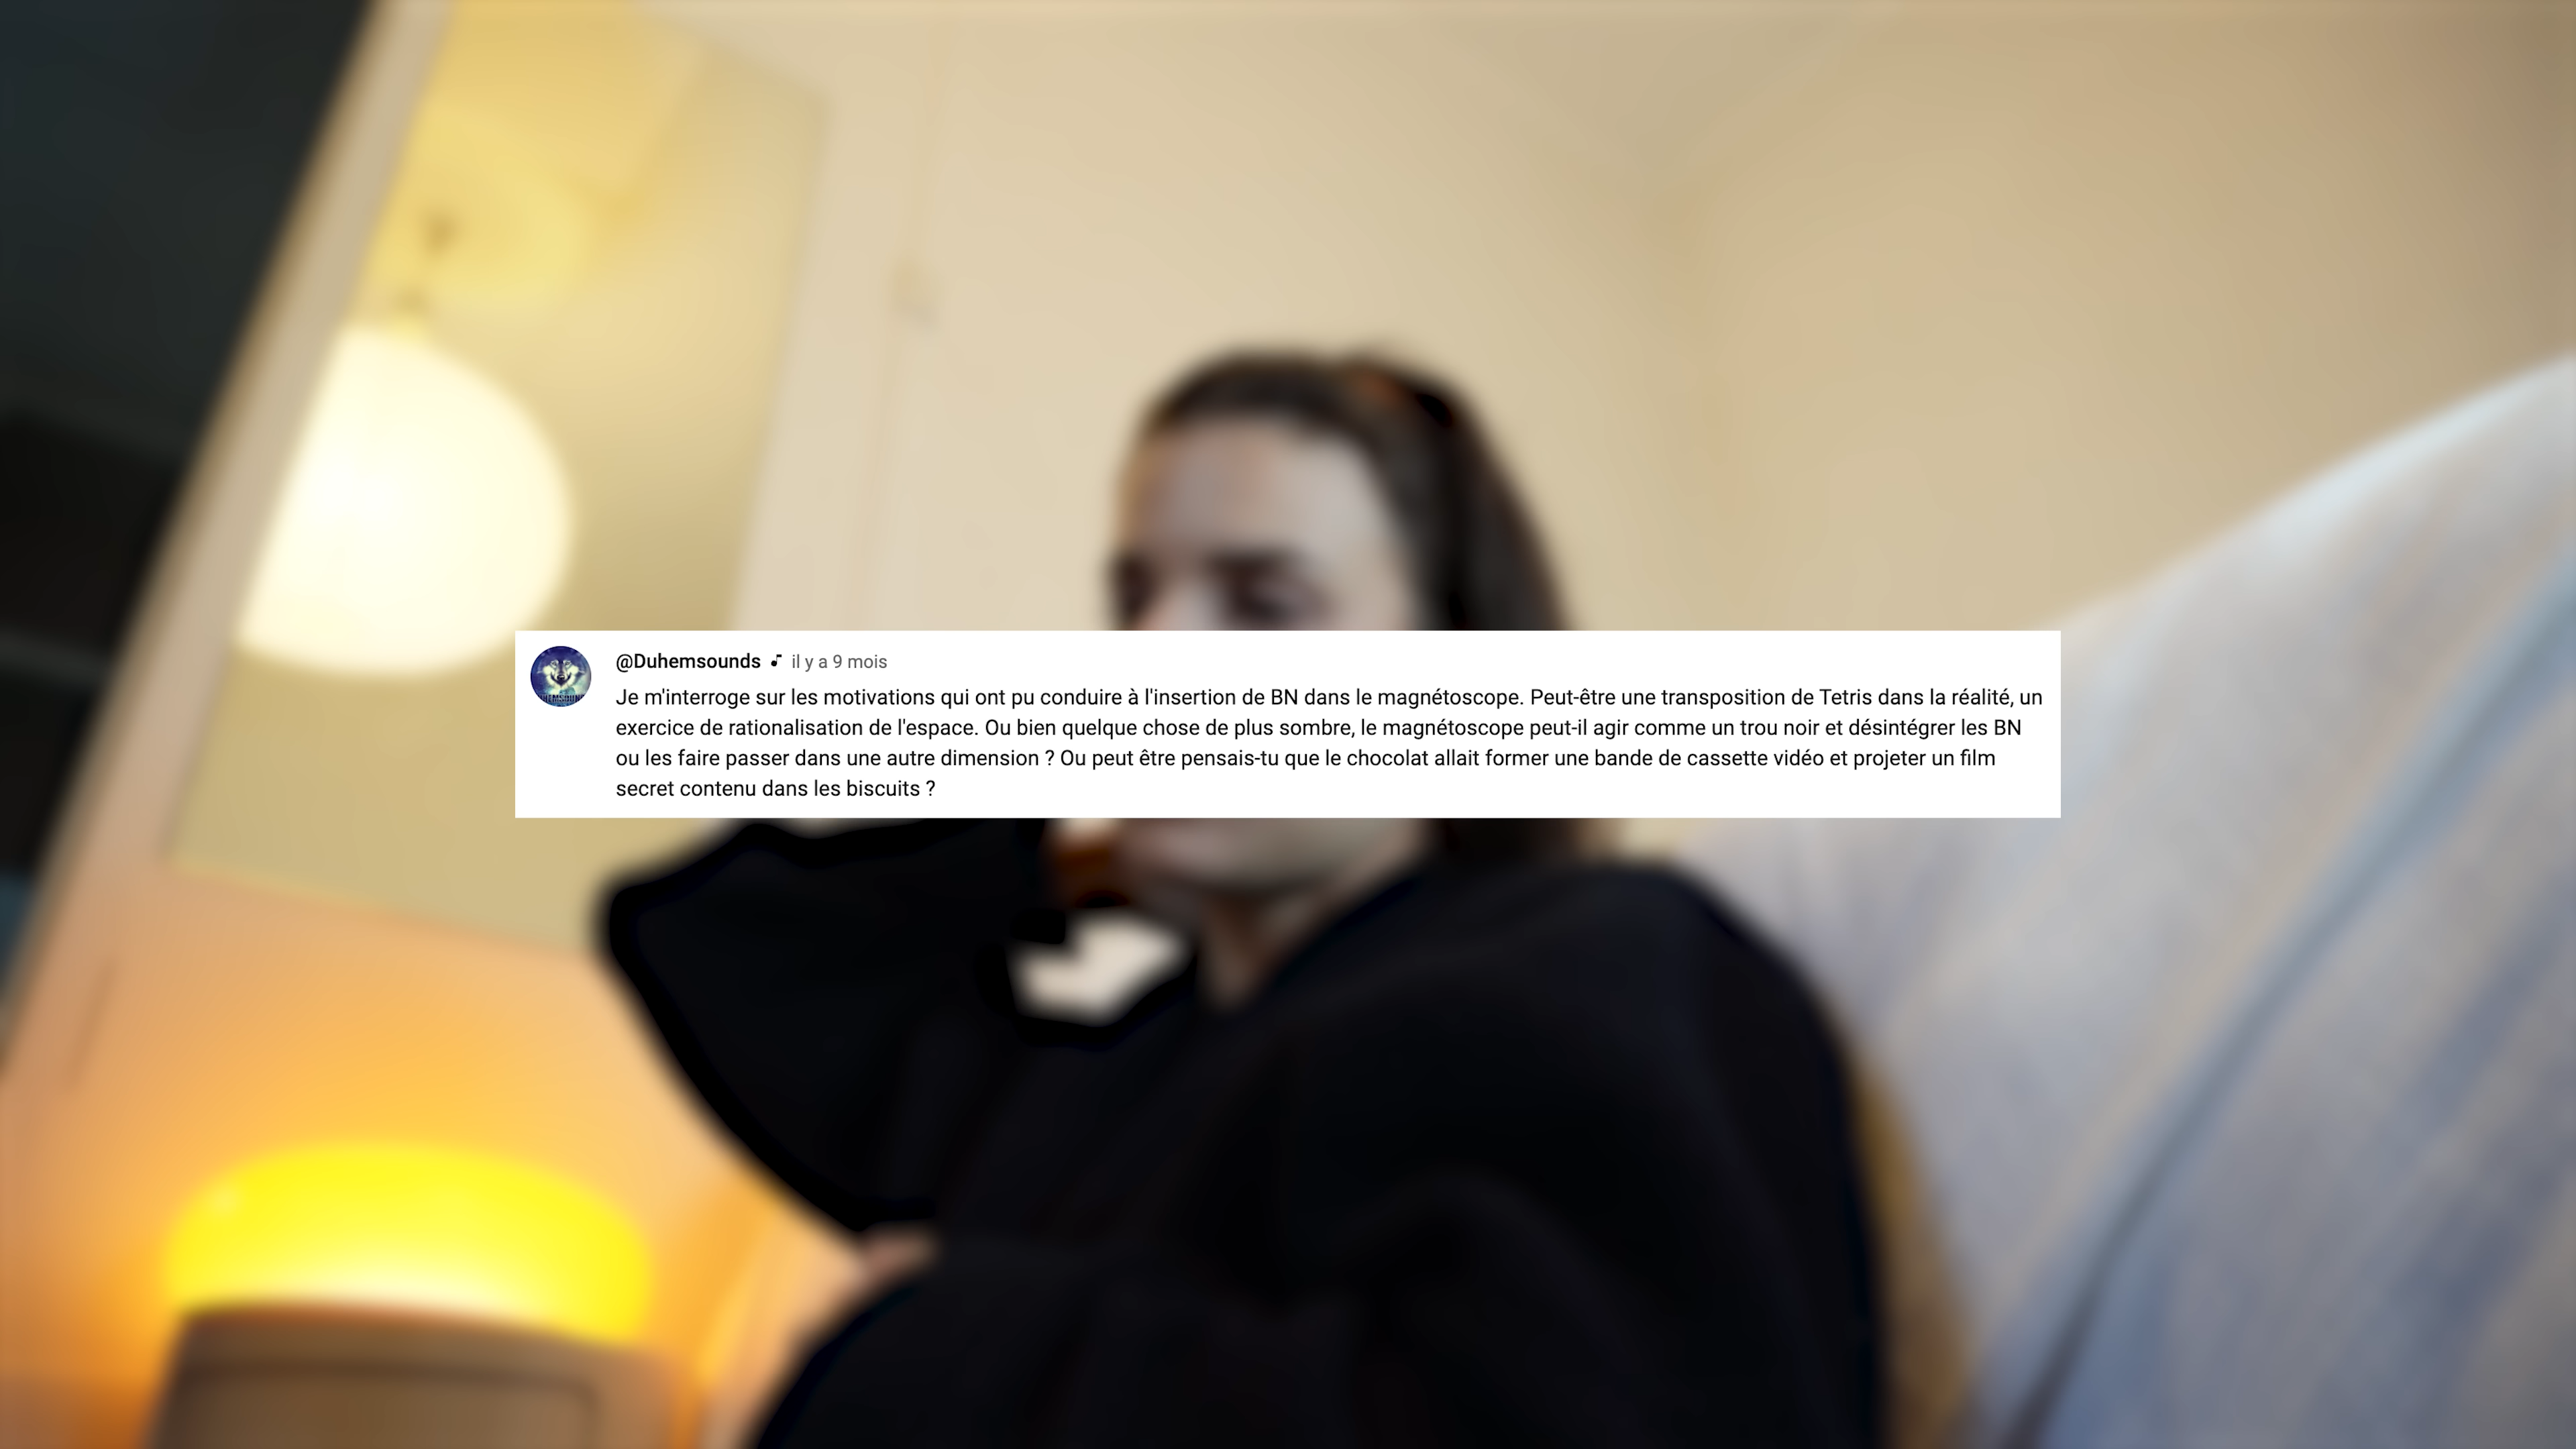 @Duhemsounds il y a 9 mois
Je m'interroge sur les motivations qui ont pu conduire à l'insertion de BN dans le magnétoscope. Peut-être une transposition de Tetris dans la réalité, un
exercice de rationalisation de l'espace. Ou bien quelque chose de plus sombre, le magnétoscope peut-il agir comme un trou noir et désintégrer les BN
ou les faire passer dans une autre dimension ? Ou peut être pensais-tu que le chocolat allait former une bande de cassette vidéo et projeter un film
secret contenu dans les biscuits ?